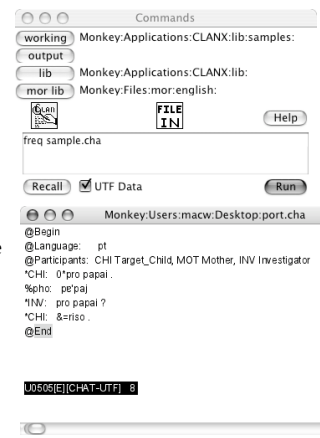 Commands
working Monkey:Applications:CLANX:lib:samples:
output
lib Monkey:Applications:CLANX:lib:
mor lib Monkey:Files:mor:english:
CLAN FILE IN Help
freq sample.cha
Recall UTF Data Run
Monkey:Users:macw:Desktop:port.cha
@Begin
@Language: pt
@Participants: CHI Target_Child, MOT Mother, INV Investigator
*CHI: 0*pro papai .
%pho: pɐ'paj
*INV: pro papai ?
*CHI: &=riso .
@End
U0505[E][CHAT-UTF] 8